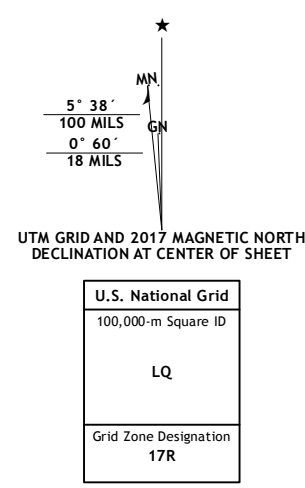 MN
5° 38´
100 MILS
GN
0° 60´
18 MILS
UTM GRID AND 2017 MAGNETIC NORTH
DECLINATION AT CENTER OF SHEET
U.S. National Grid
100,000-m Square ID
LQ
Grid Zone Designation
17R